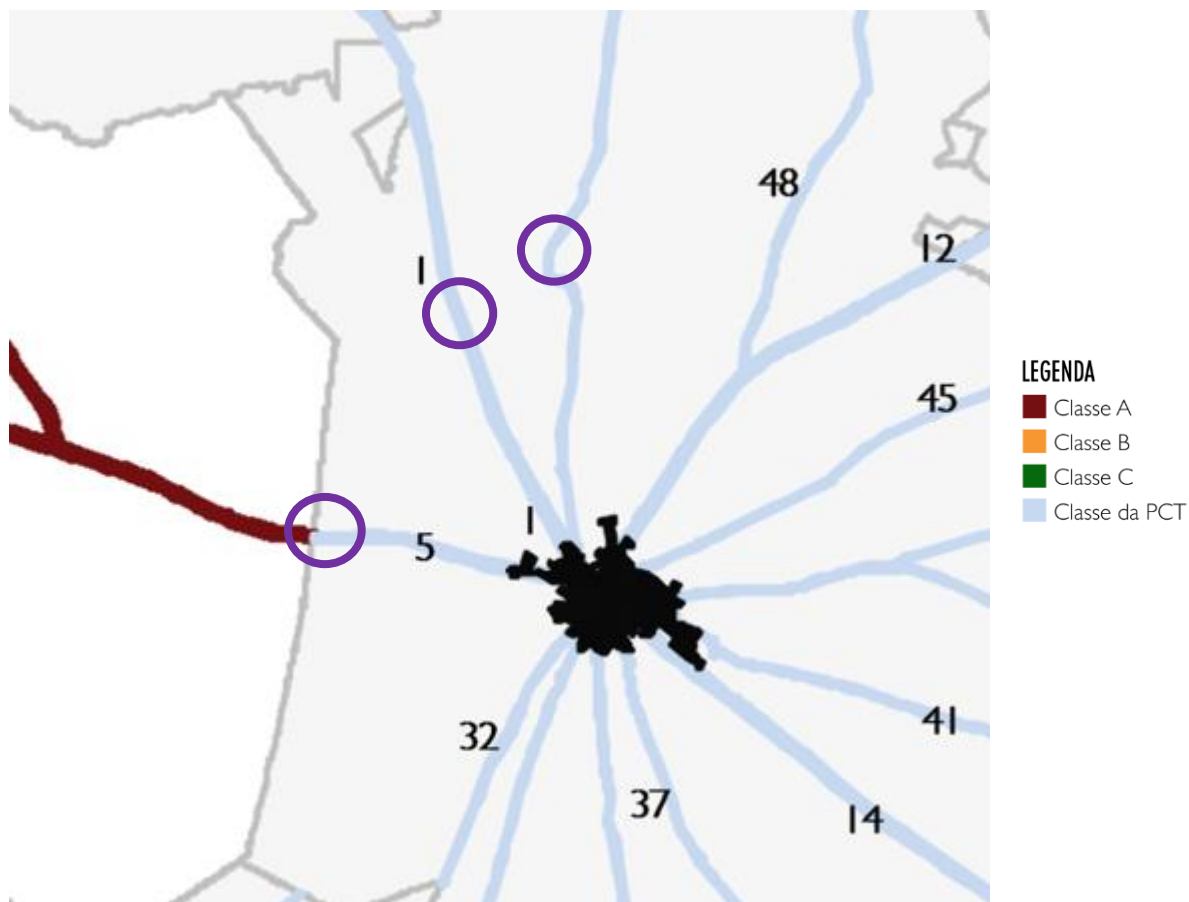 48
12
1
45
1
5
32
41
37
14
LEGENDA
Classe A
Classe B
Classe C
Classe da PCT